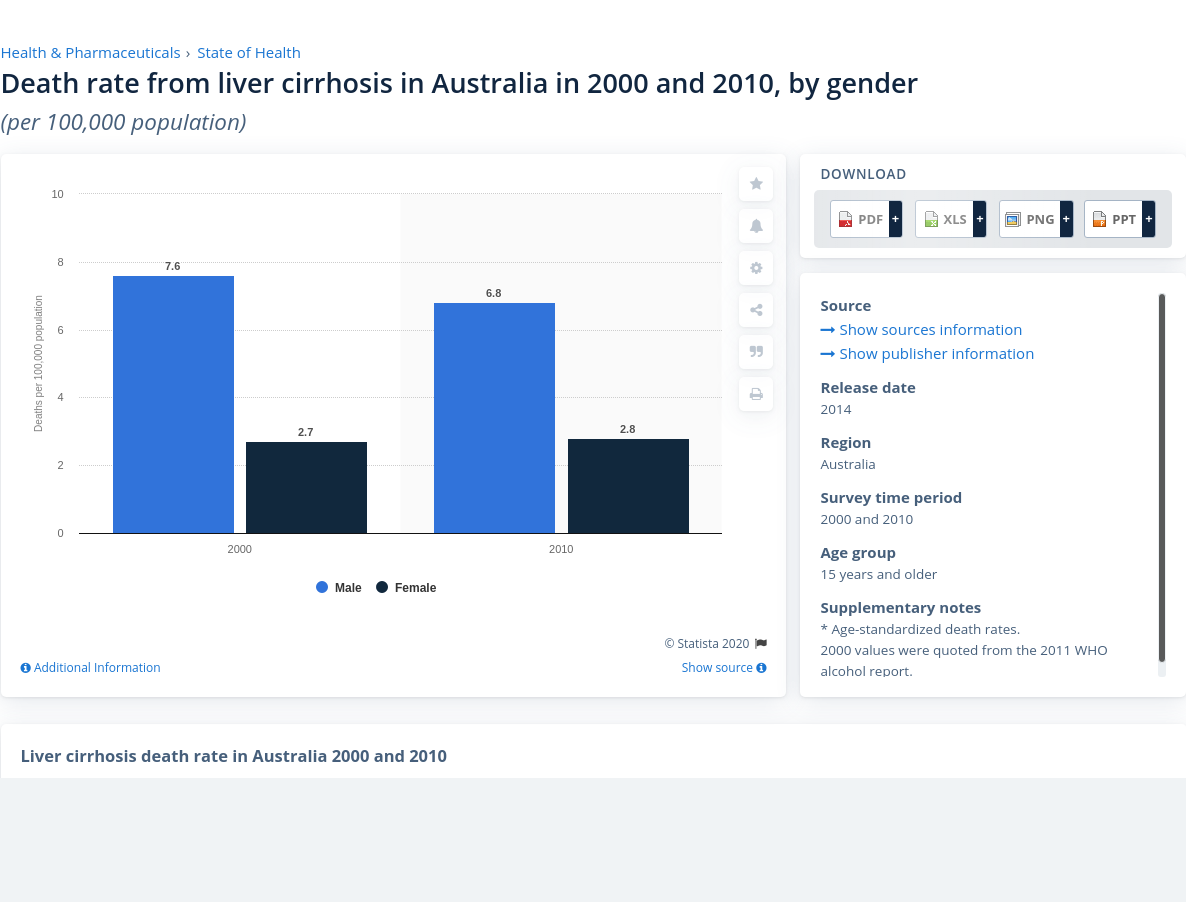 Health & Pharmaceuticals › State of Health
Death rate from liver cirrhosis in Australia in 2000 and 2010, by gender
(per 100,000 population)
10
8
6
4
2
0
Deaths per 100,000 population
7.6
2.7
6.8
2.8
2000
2010
Male Female
© Statista 2020
Additional Information
Show source
DOWNLOAD
PDF + XLS + PNG + PPT +
Source
Show sources information
Show publisher information
Release date
2014
Region
Australia
Survey time period
2000 and 2010
Age group
15 years and older
Supplementary notes
* Age-standardized death rates.
2000 values were quoted from the 2011 WHO
alcohol report.
Liver cirrhosis death rate in Australia 2000 and 2010